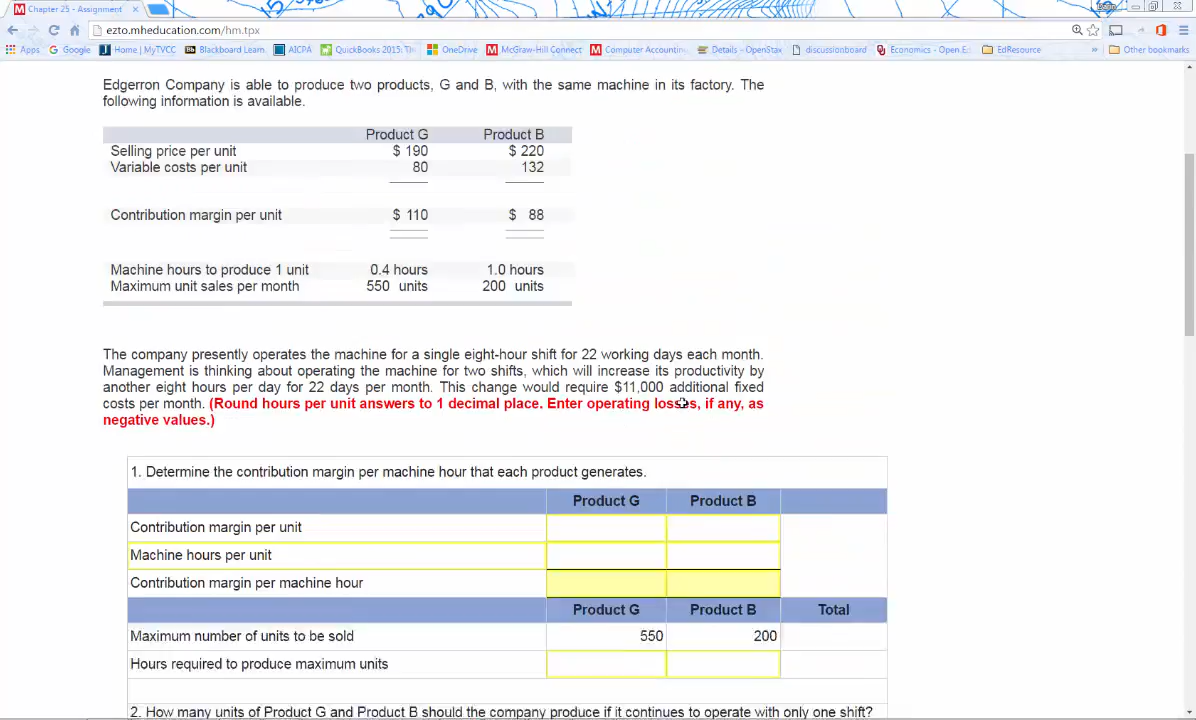 Chapter 25 - Assignment
ezto.mheducation.com/hm.tpx
Apps Google Home | MyTVCC Blackboard Learn AICPA QuickBooks 2015: Th OneDrive McGraw-Hill Connect Computer Accountin Details - OpenStax discussionboard Economics - Open.E EdResource » Other bookmarks
Edgerron Company is able to produce two products, G and B, with the same machine in its factory. The
following information is available.
Product G Product B
Selling price per unit $ 190 $ 220
Variable costs per unit 80 132
Contribution margin per unit $ 110 $ 88
Machine hours to produce 1 unit 0.4 hours 1.0 hours
Maximum unit sales per month 550 units 200 units
The company presently operates the machine for a single eight-hour shift for 22 working days each month.
Management is thinking about operating the machine for two shifts, which will increase its productivity by
another eight hours per day for 22 days per month. This change would require $11,000 additional fixed
costs per month. (Round hours per unit answers to 1 decimal place. Enter operating losses, if any, as
negative values.)
1. Determine the contribution margin per machine hour that each product generates.
Product G Product B
Contribution margin per unit
Machine hours per unit
Contribution margin per machine hour
Product G Product B Total
Maximum number of units to be sold 550 200
Hours required to produce maximum units
2. How many units of Product G and Product B should the company produce if it continues to operate with only one shift?